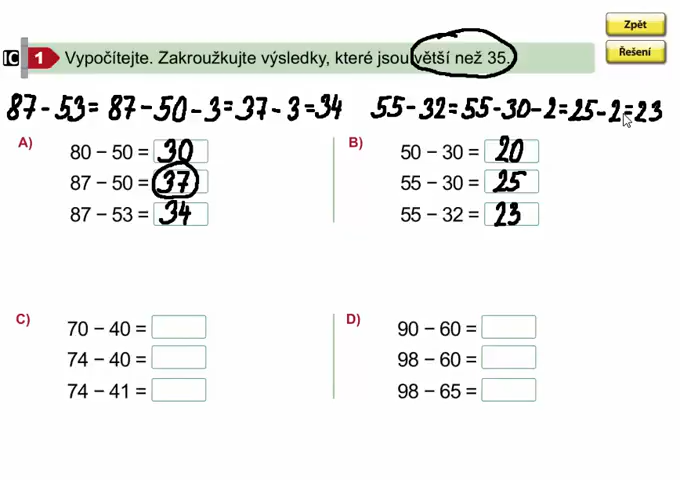 Zpět
1 Vypočítejte. Zakroužkujte výsledky, které jsou větší než 35.
Řešení
87-53=87-50-3=37-3=34
55-32=55-30-2=25-2=23
A)
80 − 50 = 30
87 − 50 = 37
87 − 53 = 34
B)
50 − 30 = 20
55 − 30 = 25
55 − 32 = 23
C)
70 − 40 =
74 − 40 =
74 − 41 =
D)
90 − 60 =
98 − 60 =
98 − 65 =